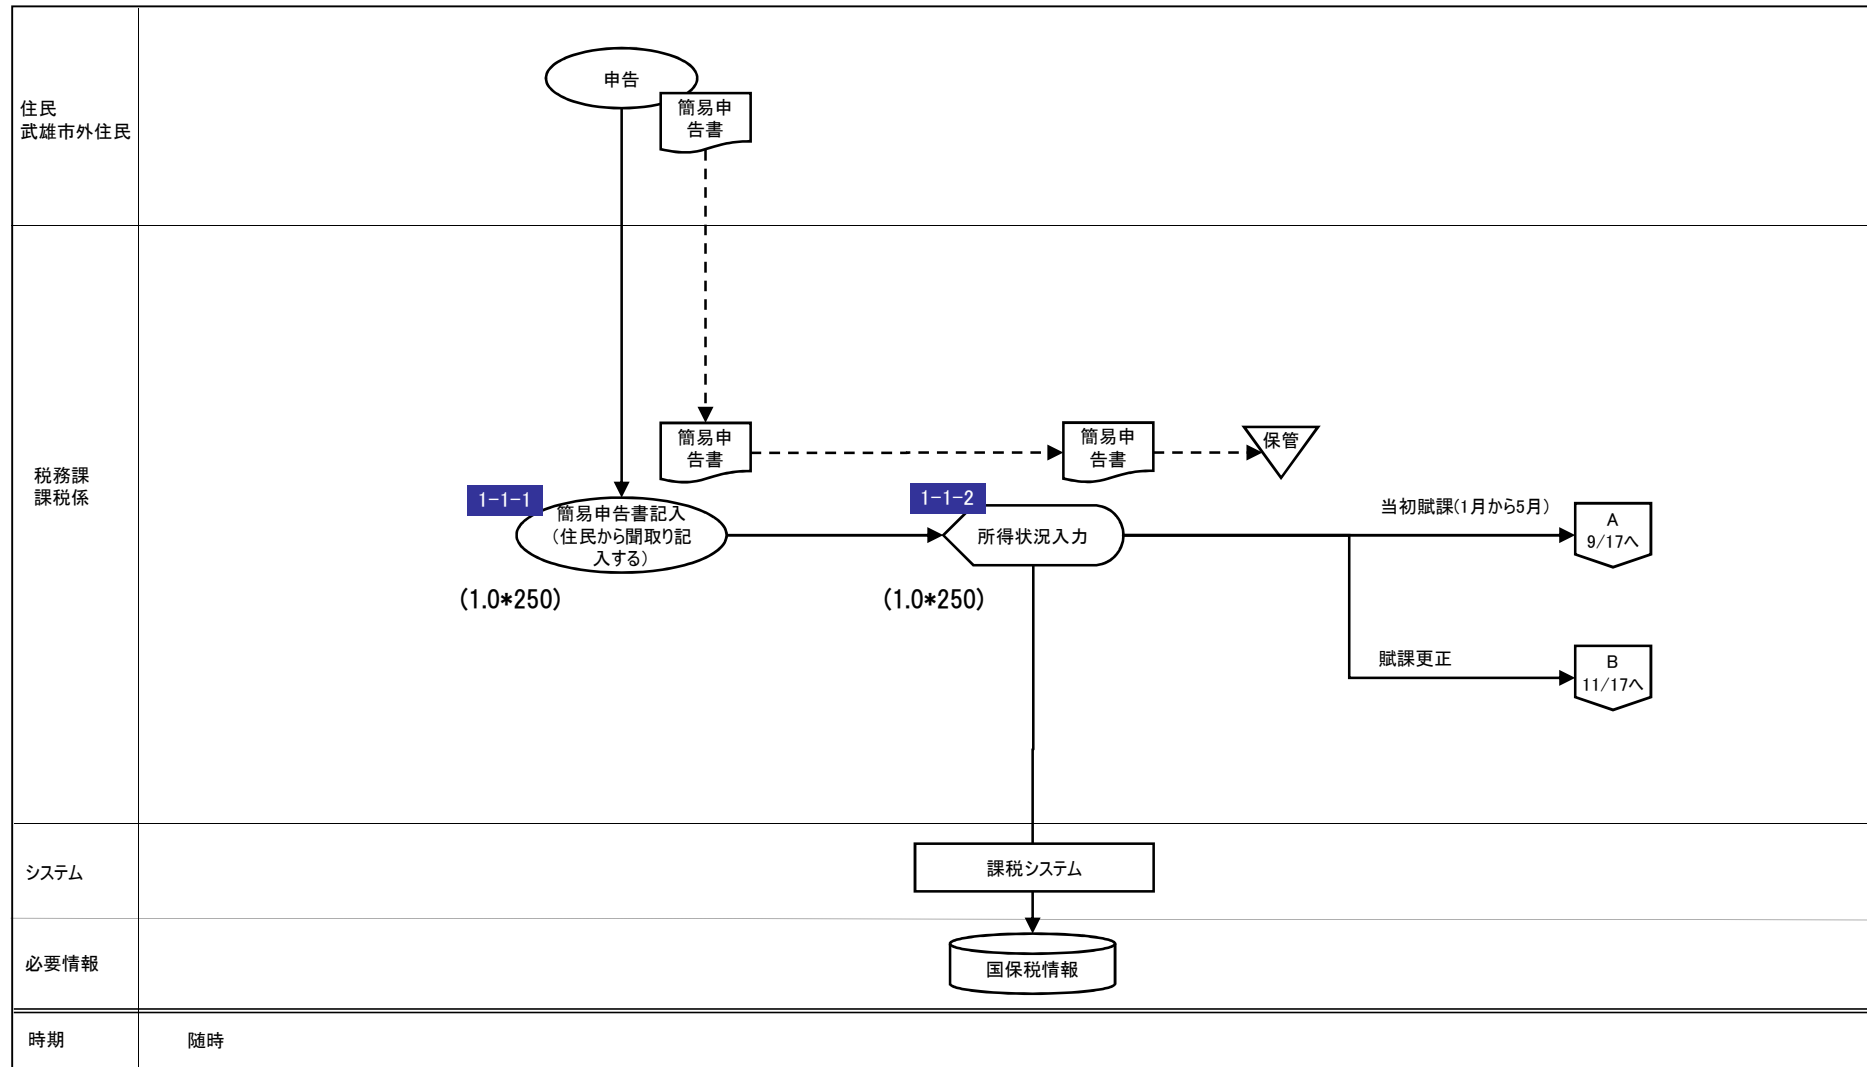 住民
武雄市外住民
申告
簡易申
告書
税務課
課税係
簡易申
告書
簡易申
告書
保管
1-1-1
簡易申告書記入
（住民から聞取り記
入する）
(1.0*250)
1-1-2
所得状況入力
(1.0*250)
当初賦課(1月から5月)
A
9/17へ
賦課更正
B
11/17へ
システム
課税システム
必要情報
国保税情報
時期
随時